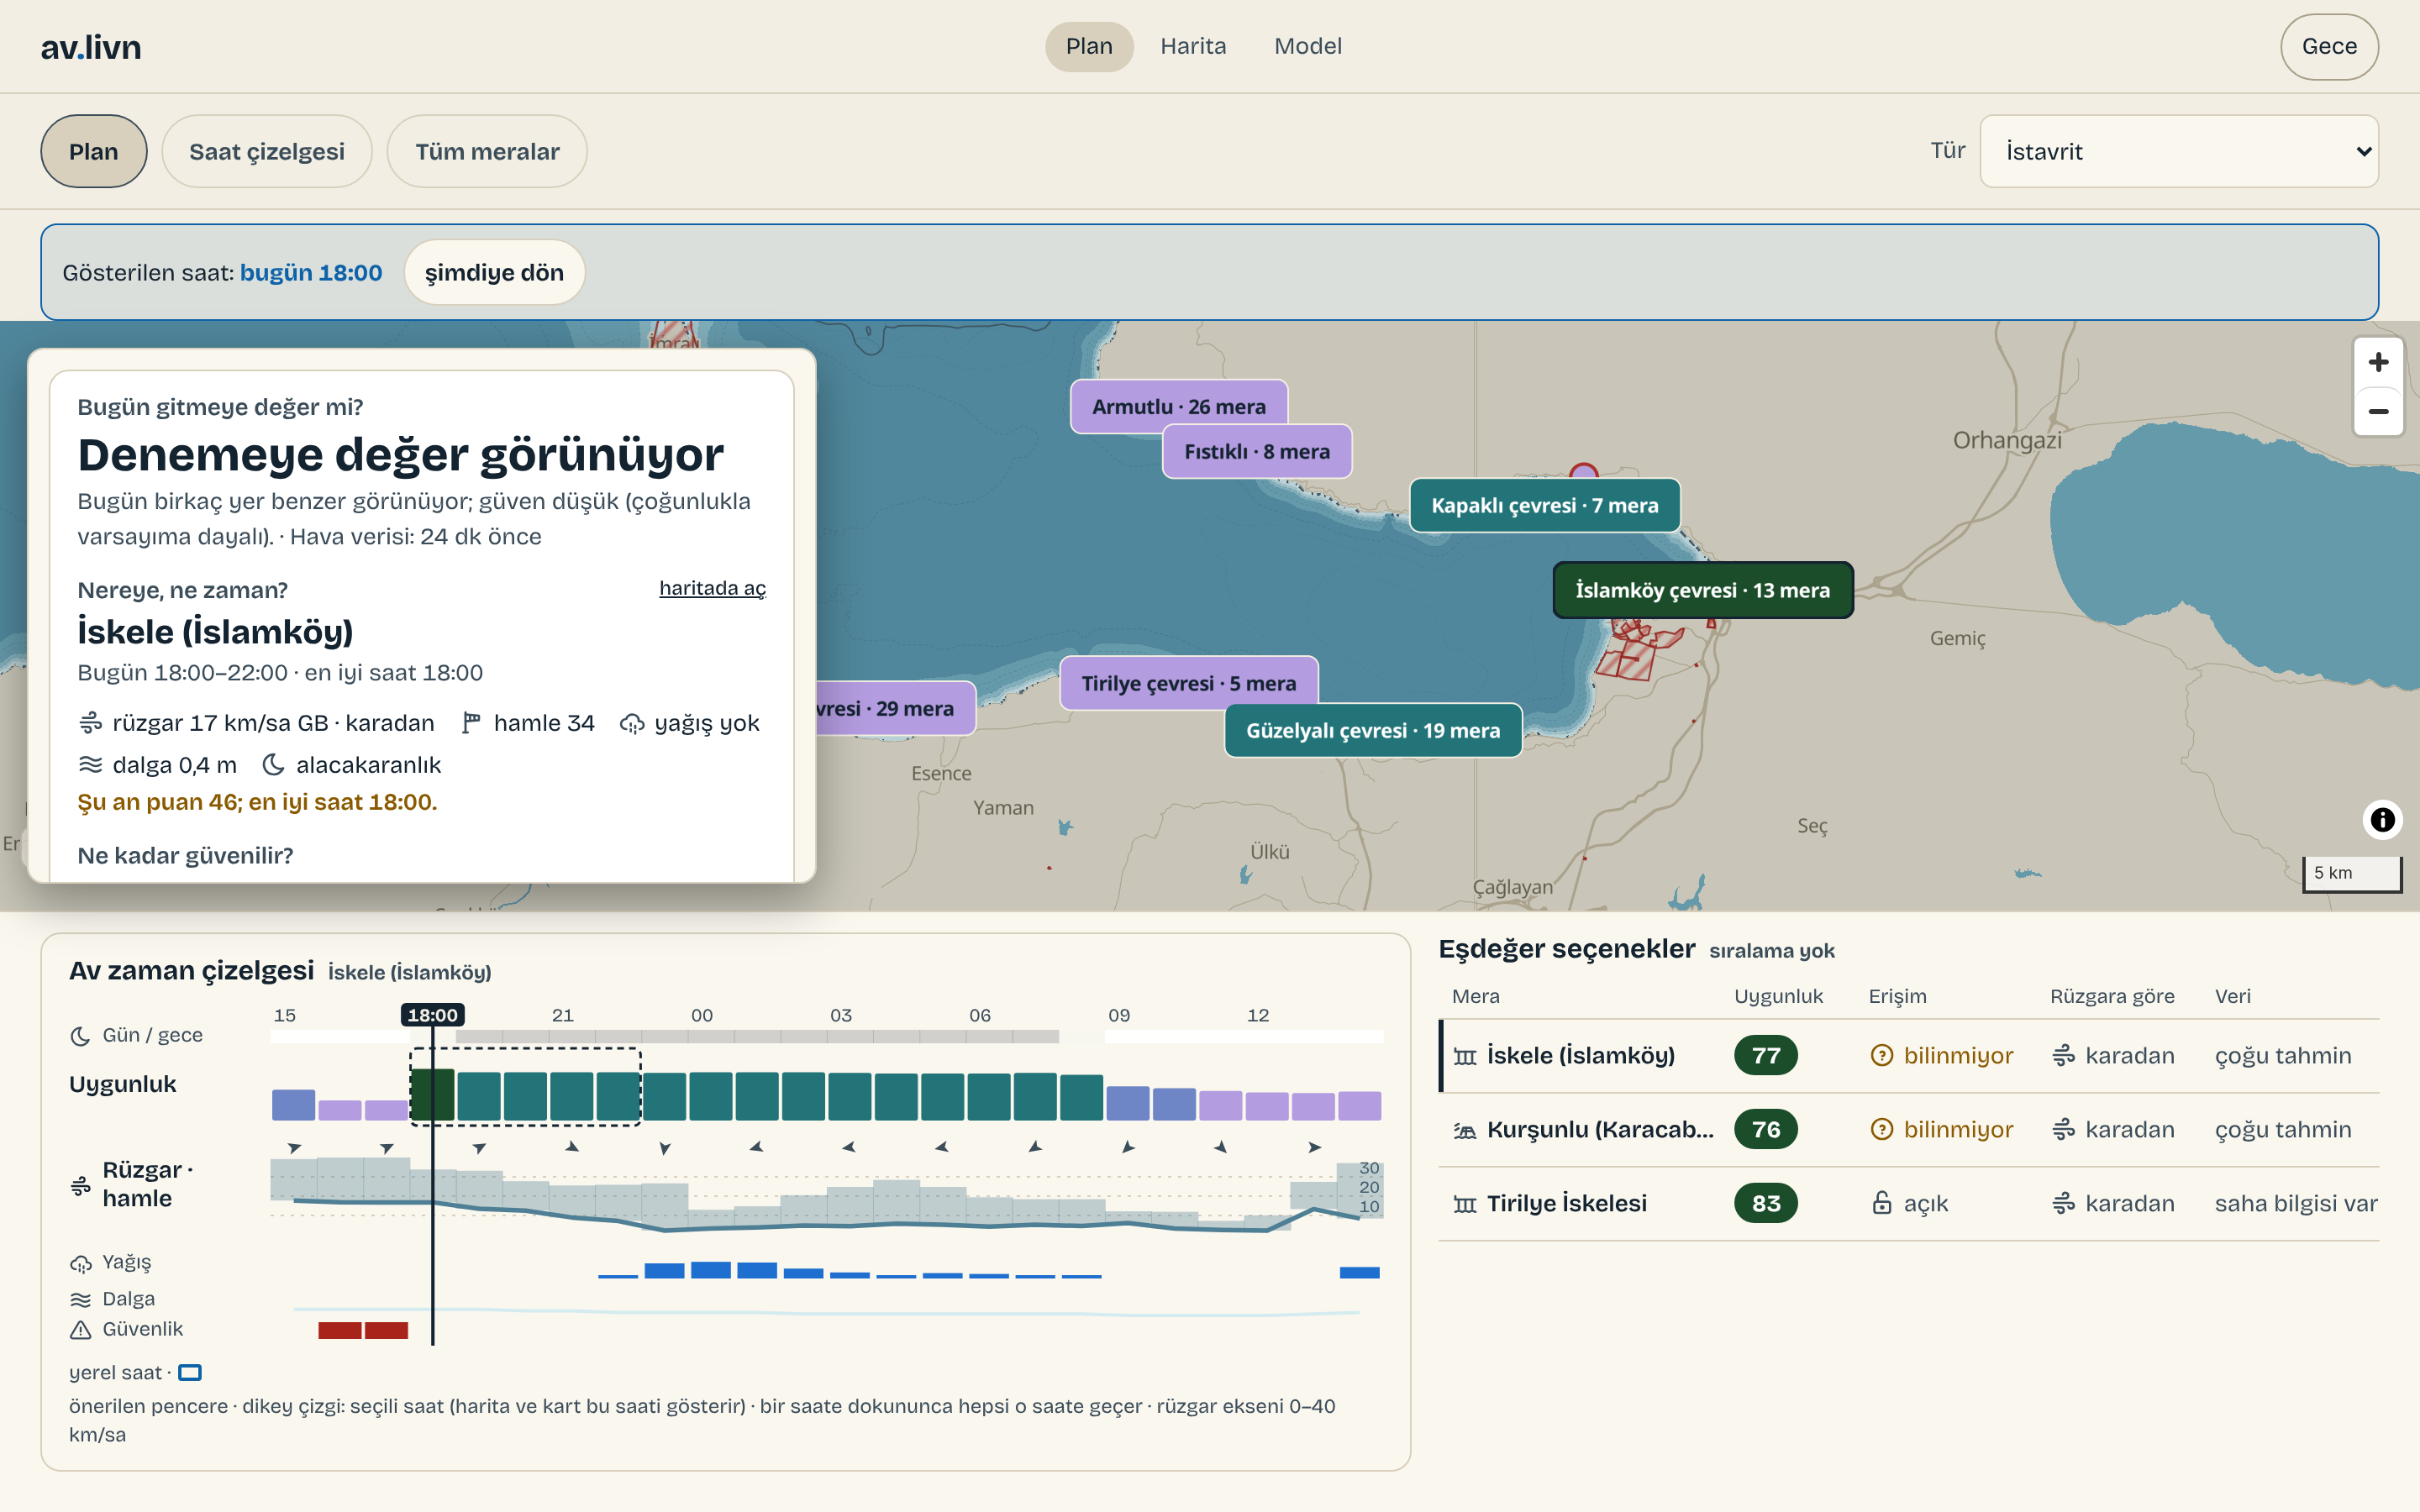 av.livn
Plan
Harita
Model
Gece
Plan
Saat çizelgesi
Tüm meralar
Tür
İstavrit
Gösterilen saat: bugün 18:00
şimdiye dön
Bugün gitmeye değer mi?
Denemeye değer görünüyor
Bugün birkaç yer benzer görünüyor; güven düşük (çoğunlukla
varsayıma dayalı). · Hava verisi: 24 dk önce
Nereye, ne zaman?
haritada aç
İskele (İslamköy)
Bugün 18:00–22:00 · en iyi saat 18:00
rüzgar 17 km/sa GB · karadan
hamle 34
yağış yok
dalga 0,4 m
alacakaranlık
Şu an puan 46; en iyi saat 18:00.
Ne kadar güvenilir?
Armutlu · 26 mera
Fıstıklı · 8 mera
Kapaklı çevresi · 7 mera
İslamköy çevresi · 13 mera
Tirilye çevresi · 5 mera
vresi · 29 mera
Güzelyalı çevresi · 19 mera
Orhangazi
Gemiç
Esence
Yaman
Ülkü
Seç
Çağlayan
Er
5 km
Av zaman çizelgesi İskele (İslamköy)
15
18:00
21
00
03
06
09
12
Gün / gece
Uygunluk
Rüzgar ·
hamle
30
20
10
Yağış
Dalga
Güvenlik
yerel saat ·
önerilen pencere · dikey çizgi: seçili saat (harita ve kart bu saati gösterir) · bir saate dokununca hepsi o saate geçer · rüzgar ekseni 0–40
km/sa
Eşdeğer seçenekler sıralama yok
Mera Uygunluk Erişim Rüzgara göre Veri
İskele (İslamköy) 77 bilinmiyor karadan çoğu tahmin
Kurşunlu (Karacab... 76 bilinmiyor karadan çoğu tahmin
Tirilye İskelesi 83 açık karadan saha bilgisi var